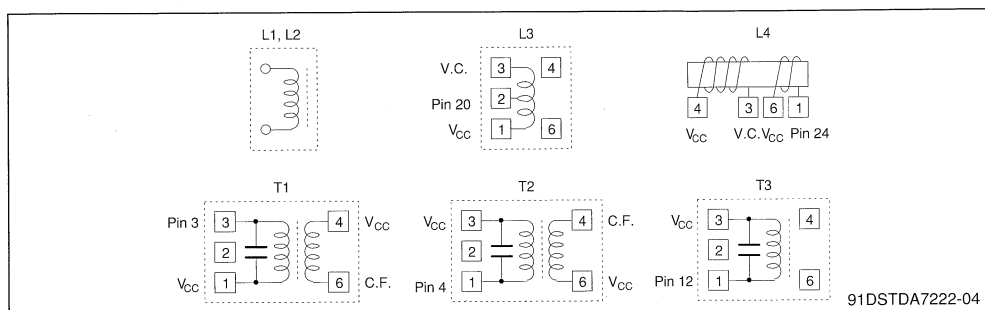 L1, L2
L3
L4
V.C. 3 4
Pin 20 2
VCC 1 6
4 3 6 1
VCC V.C. VCC Pin 24
T1
T2
T3
Pin 3 3 4 VCC
2
VCC 1 6 C.F.
VCC 3 4 C.F.
2
Pin 4 1 6 VCC
VCC 3 4
2
Pin 12 1 6
91DSTDA7222-04